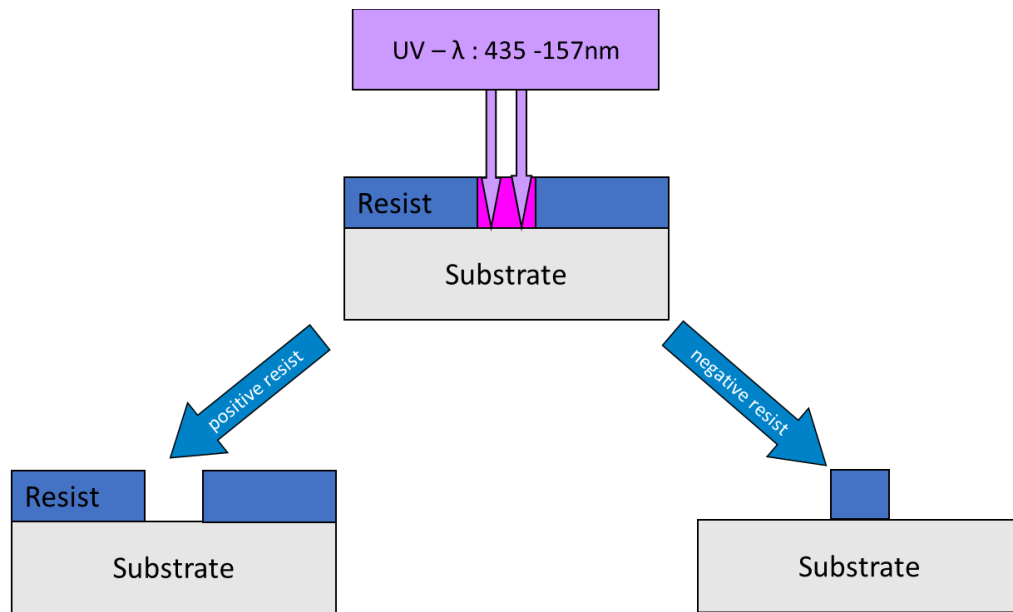 UV – λ : 435 -157nm
Resist
Substrate
positive resist
negative resist
Resist
Substrate
Substrate